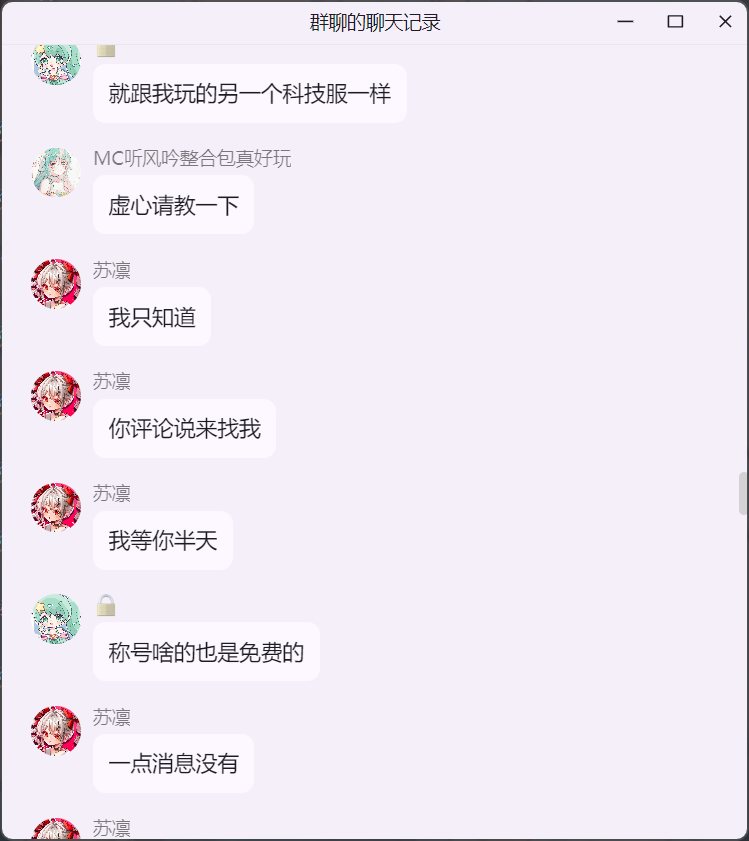 群聊的聊天记录
🔒
就跟我玩的另一个科技服一样
MC听风吟整合包真好玩
虚心请教一下
苏凛
我只知道
苏凛
你评论说来找我
苏凛
我等你半天
🔒
称号啥的也是免费的
苏凛
一点消息没有
苏凛